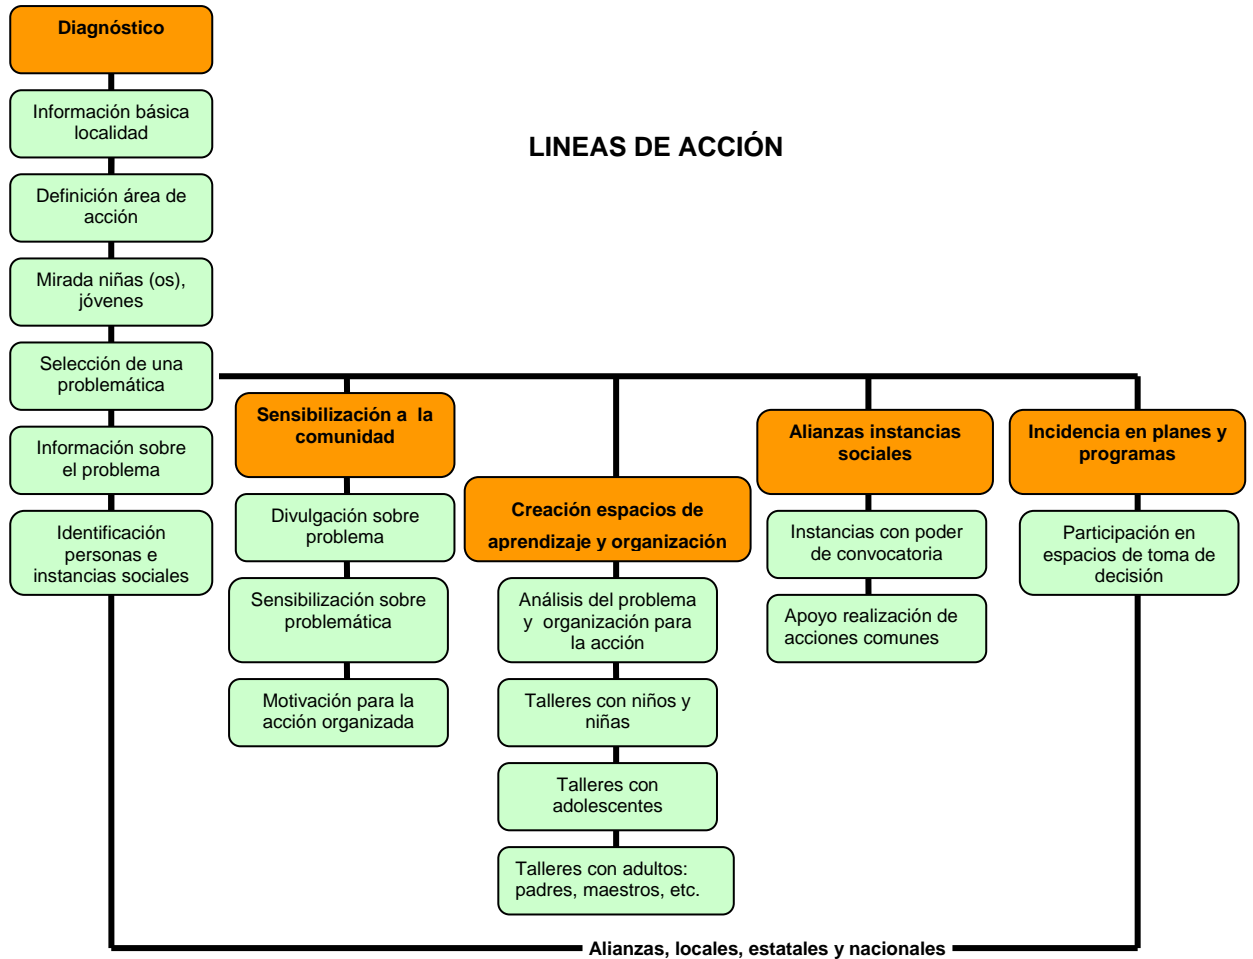 Diagnóstico
Información básica
localidad
LINEAS DE ACCIÓN
Definición área de
acción
Mirada niñas (os),
jóvenes
Selección de una
problemática
Información sobre
el problema
Identificación
personas e
instancias sociales
Sensibilización a la
comunidad
Divulgación sobre
problema
Sensibilización sobre
problemática
Motivación para la
acción organizada
Creación espacios de
aprendizaje y organización
Análisis del problema
y organización para
la acción
Talleres con niños y
niñas
Talleres con
adolescentes
Talleres con adultos:
padres, maestros, etc.
Alianzas instancias
sociales
Instancias con poder
de convocatoria
Apoyo realización de
acciones comunes
Incidencia en planes y
programas
Participación en
espacios de toma de
decisión
Alianzas, locales, estatales y nacionales